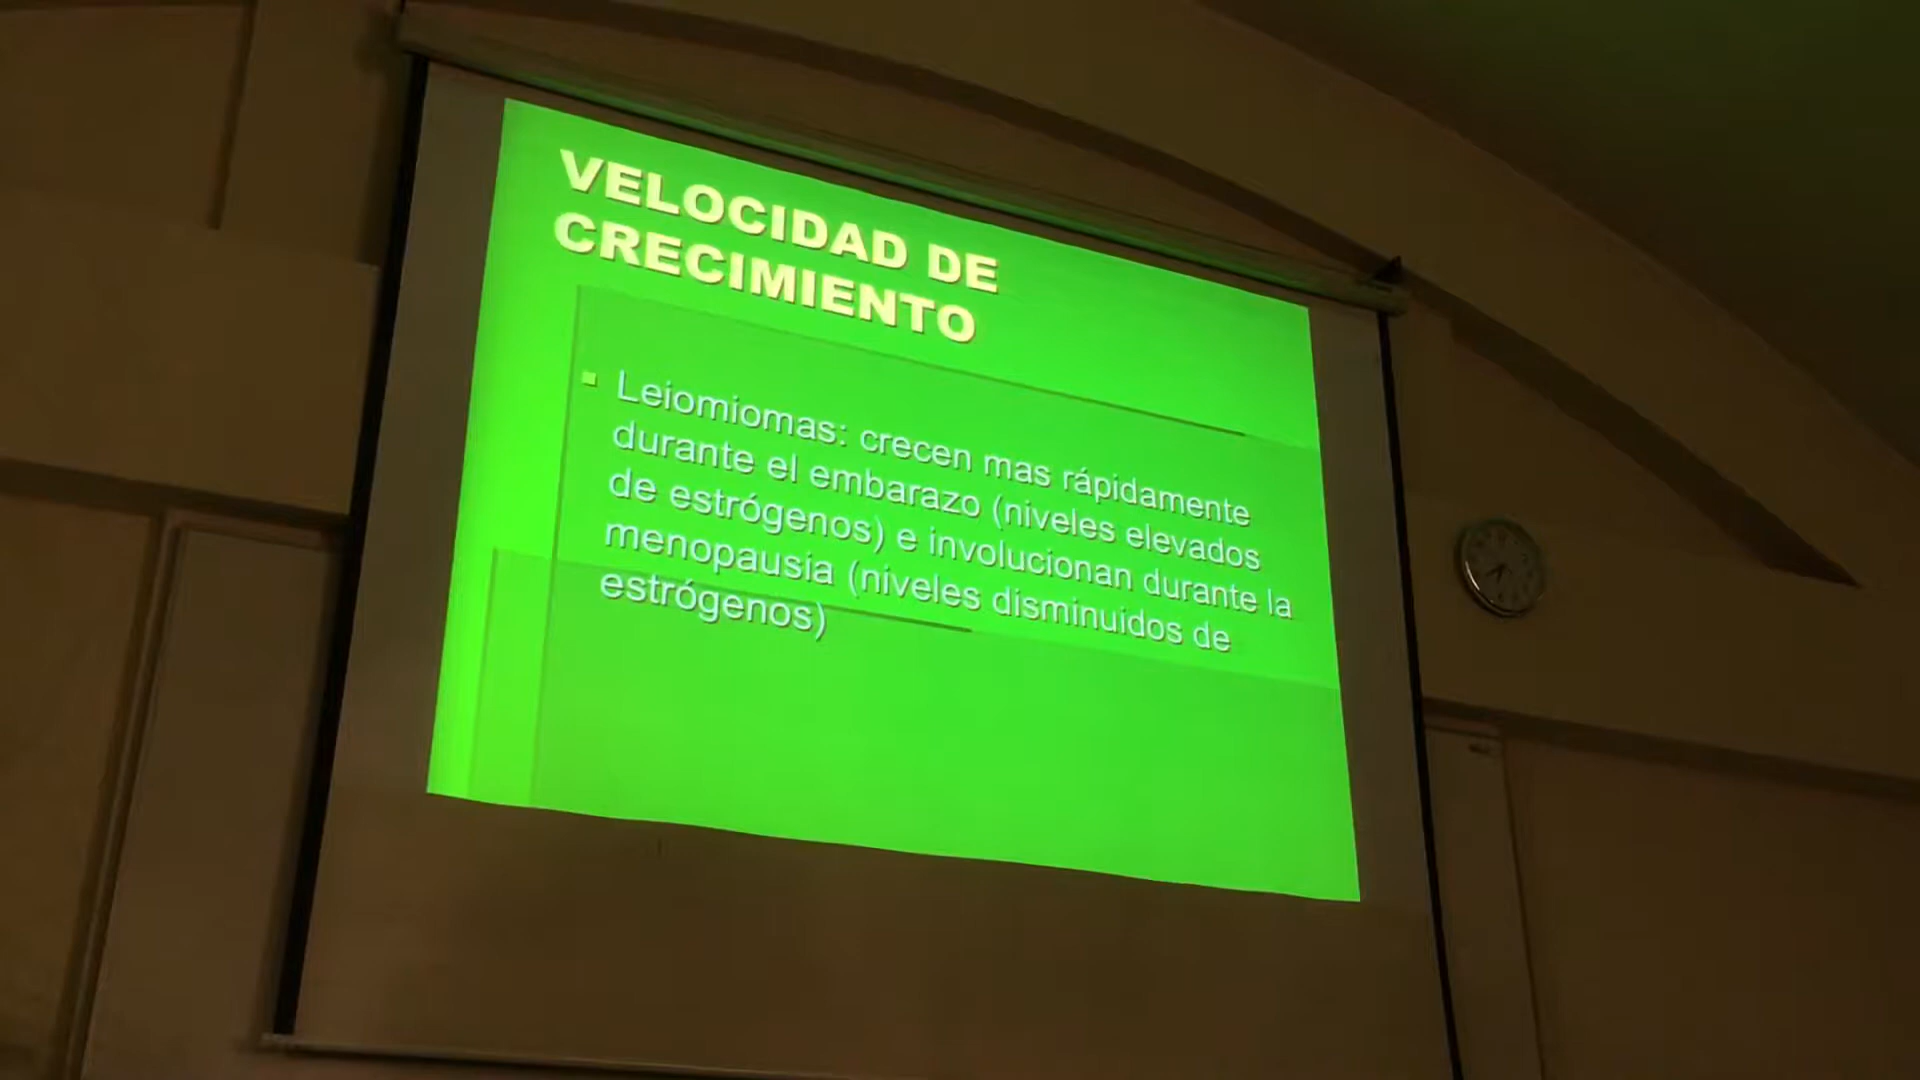 VELOCIDAD DE
CRECIMIENTO
Leiomiomas: crecen mas rápidamente
durante el embarazo (niveles elevados
de estrógenos) e involucionan durante la
menopausia (niveles disminuidos de
estrógenos)